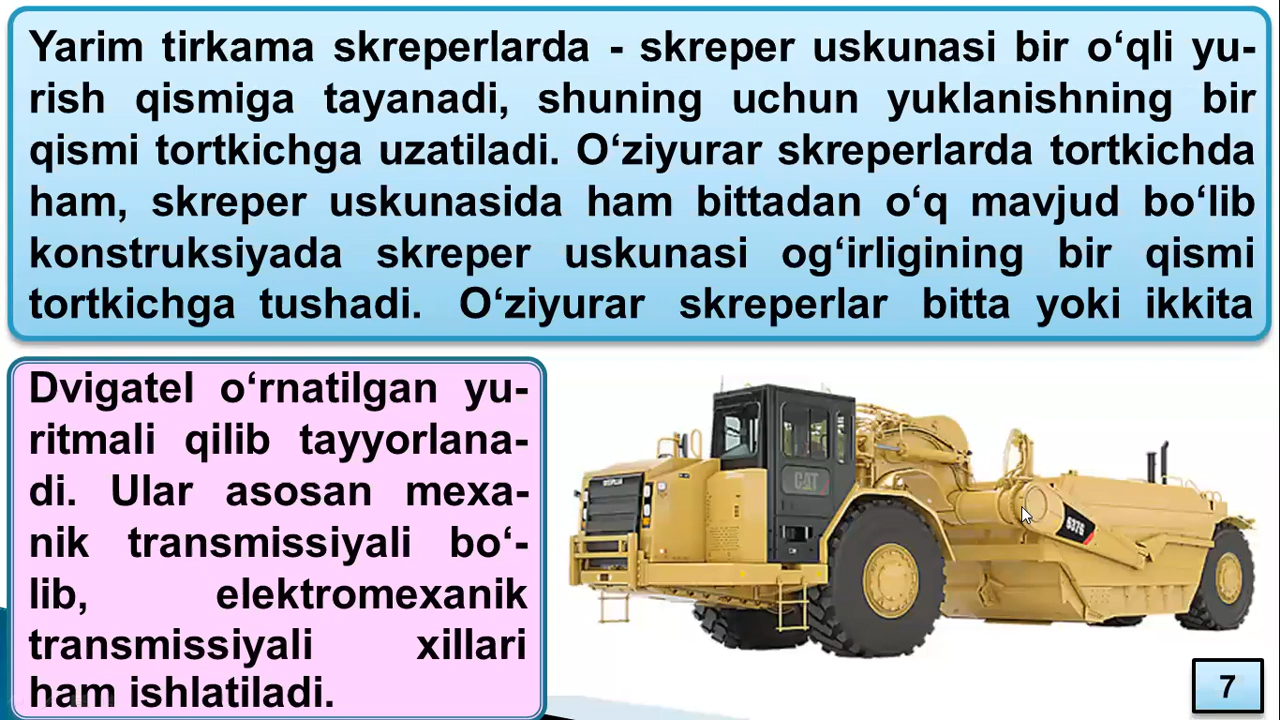 Yarim tirkama skreperlarda - skreper uskunasi bir o‘qli yu-
rish qismiga tayanadi, shuning uchun yuklanishning bir
qismi tortkichga uzatiladi. O‘ziyurar skreperlarda tortkichda
ham, skreper uskunasida ham bittadan o‘q mavjud bo‘lib
konstruksiyada skreper uskunasi og‘irligining bir qismi
tortkichga tushadi. O‘ziyurar skreperlar bitta yoki ikkita
Dvigatel o‘rnatilgan yu-
ritmali qilib tayyorlana-
di. Ular asosan mexa-
nik transmissiyali bo‘-
lib, elektromexanik
transmissiyali xillari
ham ishlatiladi.
CATERPILLAR
CAT
637G
7